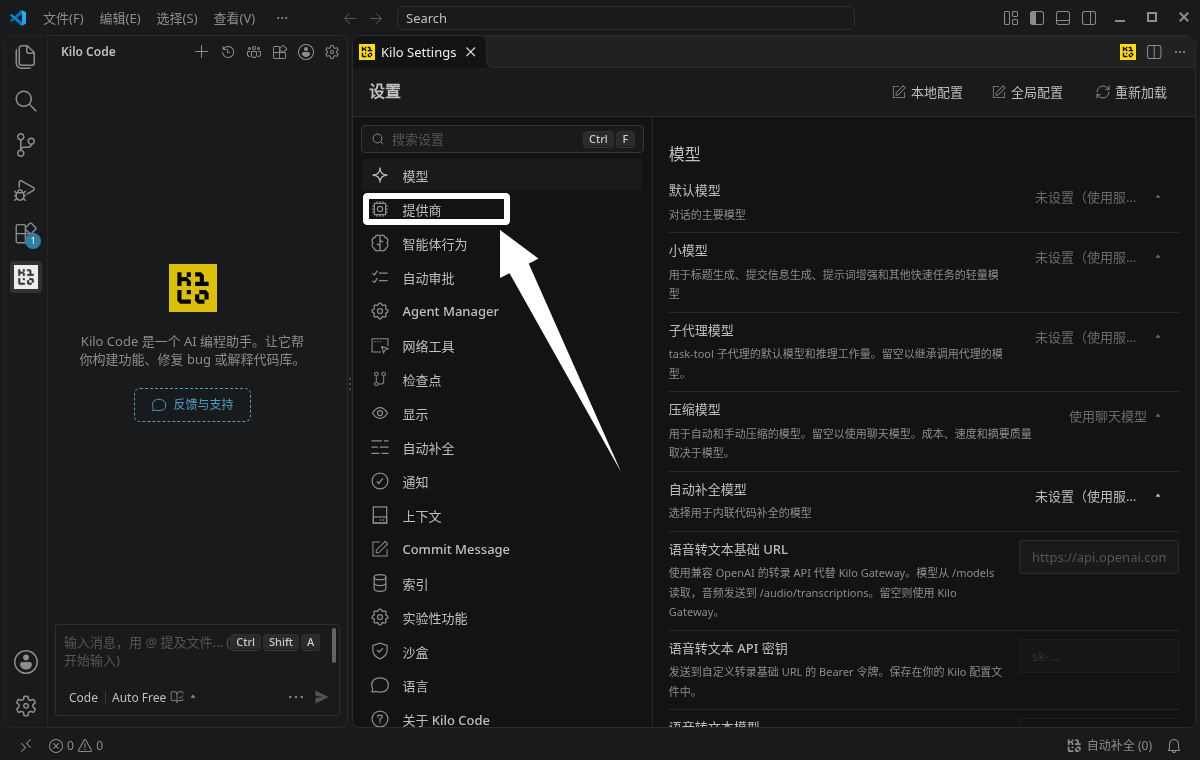 文件(F) 编辑(E) 选择(S) 查看(V) ··· Search
Kilo Code
Kilo Settings
设置
本地配置 全局配置 重新加载
搜索设置 Ctrl F
模型
提供商
智能体行为
自动审批
Agent Manager
网络工具
检查点
显示
自动补全
通知
上下文
Commit Message
索引
实验性功能
沙盒
语言
关于 Kilo Code
1
Kilo Code 是一个 AI 编程助手。让它帮
你构建功能、修复 bug 或解释代码库。
反馈与支持
输入消息，用 @ 提及文件... ( Ctrl Shift A
开始输入)
Code Auto Free
模型
默认模型
对话的主要模型
未设置（使用服...
小模型
用于标题生成、提交信息生成、提示词增强和其他快速任务的轻量模
型
未设置（使用服...
子代理模型
task-tool 子代理的默认模型和推理工作量。留空以继承调用代理的模
型。
未设置（使用服...
压缩模型
用于自动和手动压缩的模型。留空以使用聊天模型。成本、速度和摘要质量
取决于模型。
使用聊天模型
自动补全模型
选择用于内联代码补全的模型
未设置（使用服...
语音转文本基础 URL
使用兼容 OpenAI 的转录 API 代替 Kilo Gateway。模型从 /models
读取，音频发送到 /audio/transcriptions。留空则使用 Kilo
Gateway。
https://api.openai.com
语音转文本 API 密钥
发送到自定义转录基础 URL 的 Bearer 令牌。保存在你的 Kilo 配置文
件中。
sk-...
语音转文本模型
0 0
自动补全 (0)